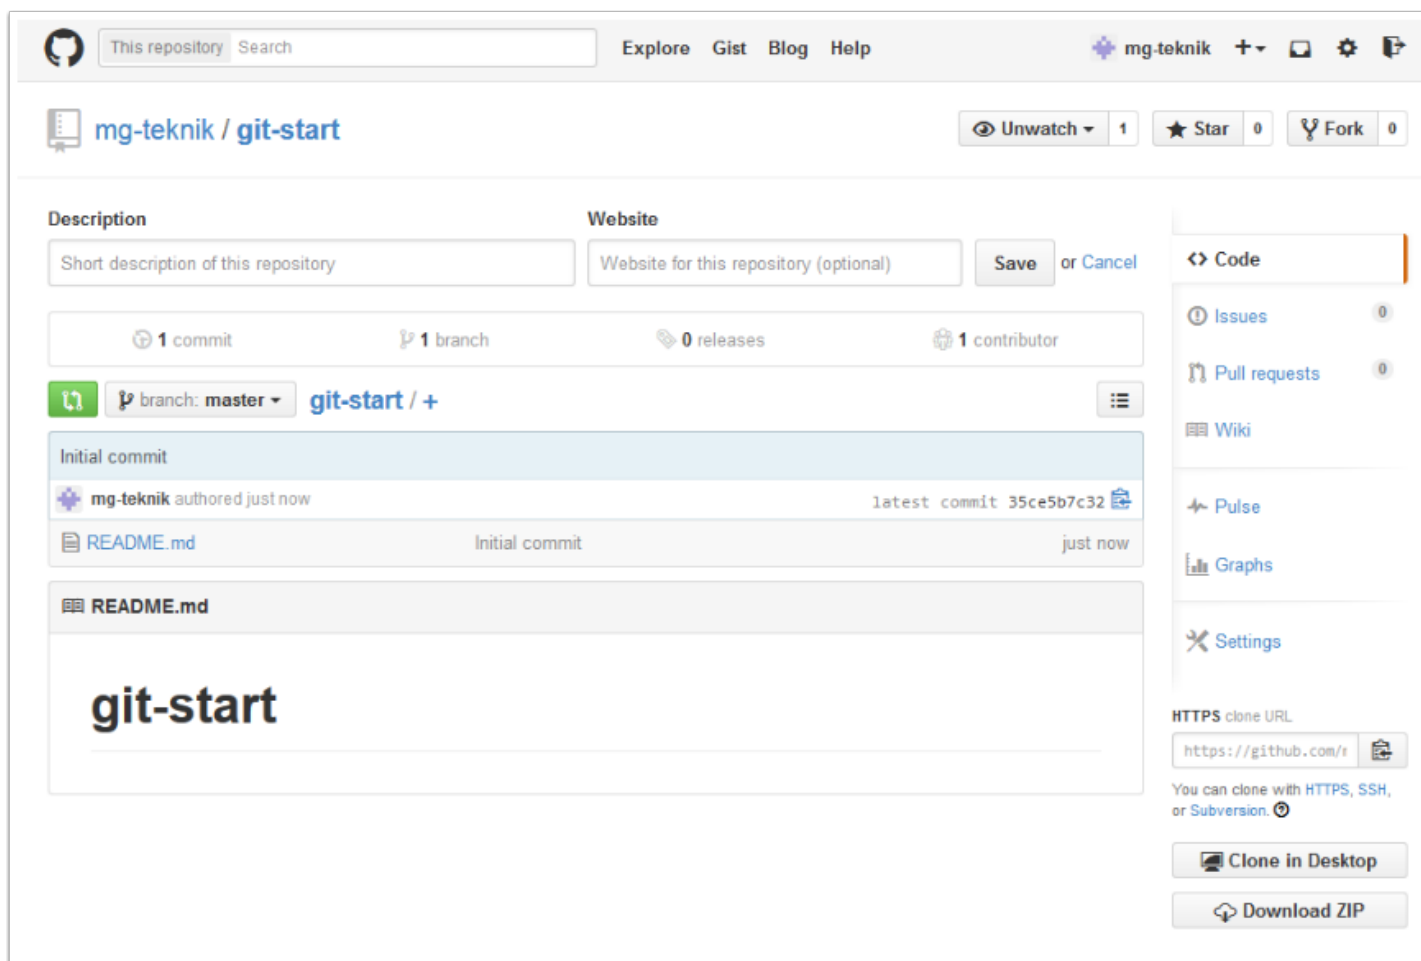 This repository Search Explore Gist Blog Help mg-teknik
mg-teknik / git-start Unwatch 1 Star 0 Fork 0
Description Website
Short description of this repository Website for this repository (optional) Save or Cancel
1 commit 1 branch 0 releases 1 contributor
branch: master git-start / +
Initial commit
mg-teknik authored just now latest commit 35ce5b7c32
README.md Initial commit just now
README.md
git-start
Code
Issues 0
Pull requests 0
Wiki
Pulse
Graphs
Settings
HTTPS clone URL
https://github.com/
You can clone with HTTPS, SSH,
or Subversion.
Clone in Desktop
Download ZIP